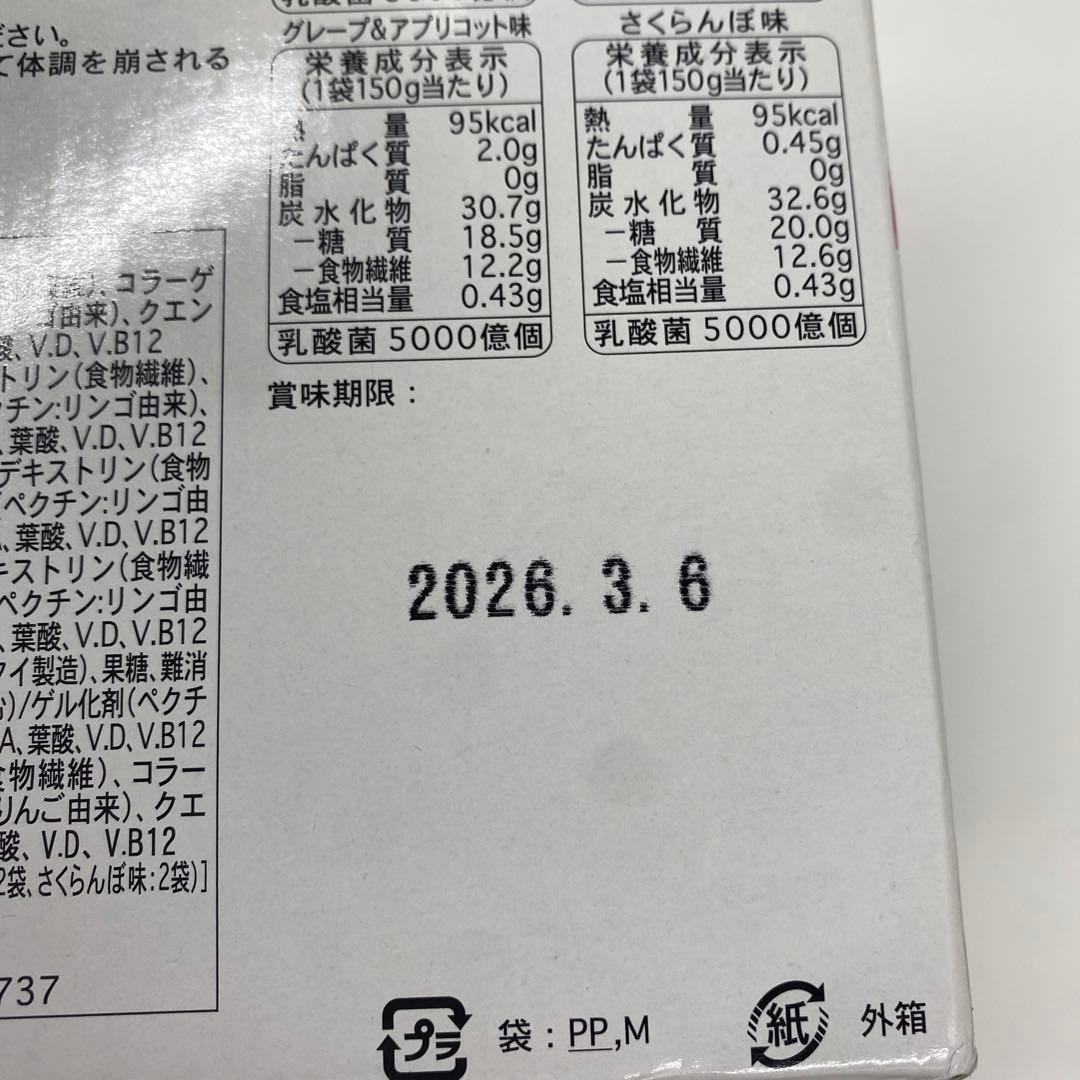 ださい。
て体調を崩される
グレープ&アプリコット味
栄養成分表示
(1袋150g当たり)
熱量 95kcal
たんぱく質 2.0g
脂質 0g
炭水化物 30.7g
－糖質 18.5g
－食物繊維 12.2g
食塩相当量 0.43g
乳酸菌 5000億個
さくらんぼ味
栄養成分表示
(1袋150g当たり)
熱量 95kcal
たんぱく質 0.45g
脂質 0g
炭水化物 32.6g
－糖質 20.0g
－食物繊維 12.6g
食塩相当量 0.43g
乳酸菌 5000億個
賞味期限：
2026. 3. 6
、コラーゲ
由来)、クエン
酸、V.D、V.B12
トリン(食物繊維)、
チン:リンゴ由来)、
、葉酸、V.D、V.B12
デキストリン(食物
ペクチン:リンゴ由
、葉酸、V.D、V.B12
キストリン(食物繊
ペクチン:リンゴ由
、葉酸、V.D、V.B12
タイ製造)、果糖、難消
)/ゲル化剤(ペクチ
A、葉酸、V.D、V.B12
食物繊維)、コラー
りんご由来)、クエ
酸、V.D、V.B12
2袋、さくらんぼ味:2袋)]
737
プラ 袋：PP,M
紙 外箱